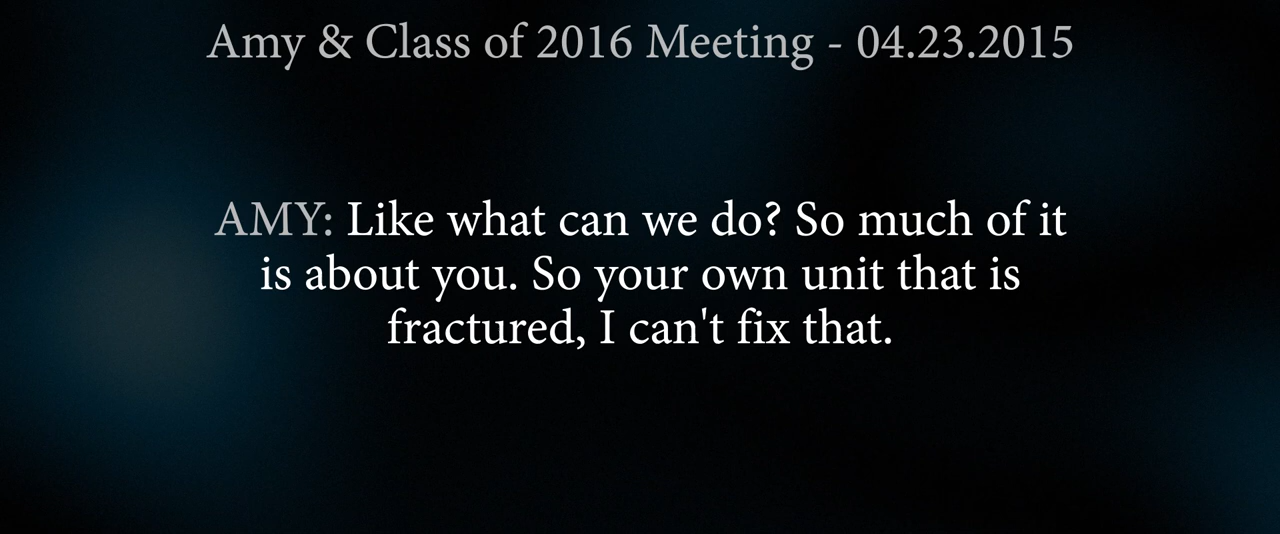 Amy & Class of 2016 Meeting - 04.23.2015
AMY: Like what can we do? So much of it
is about you. So your own unit that is
fractured, I can't fix that.